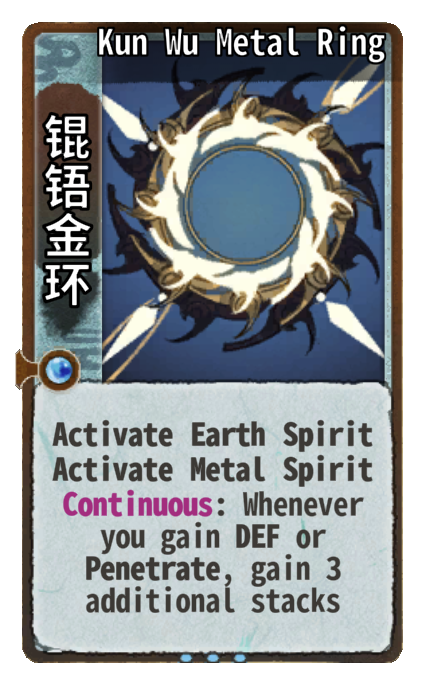 Kun Wu Metal Ring
锟铻金环
Activate Earth Spirit
Activate Metal Spirit
Continuous: Whenever
you gain DEF or
Penetrate, gain 3
additional stacks